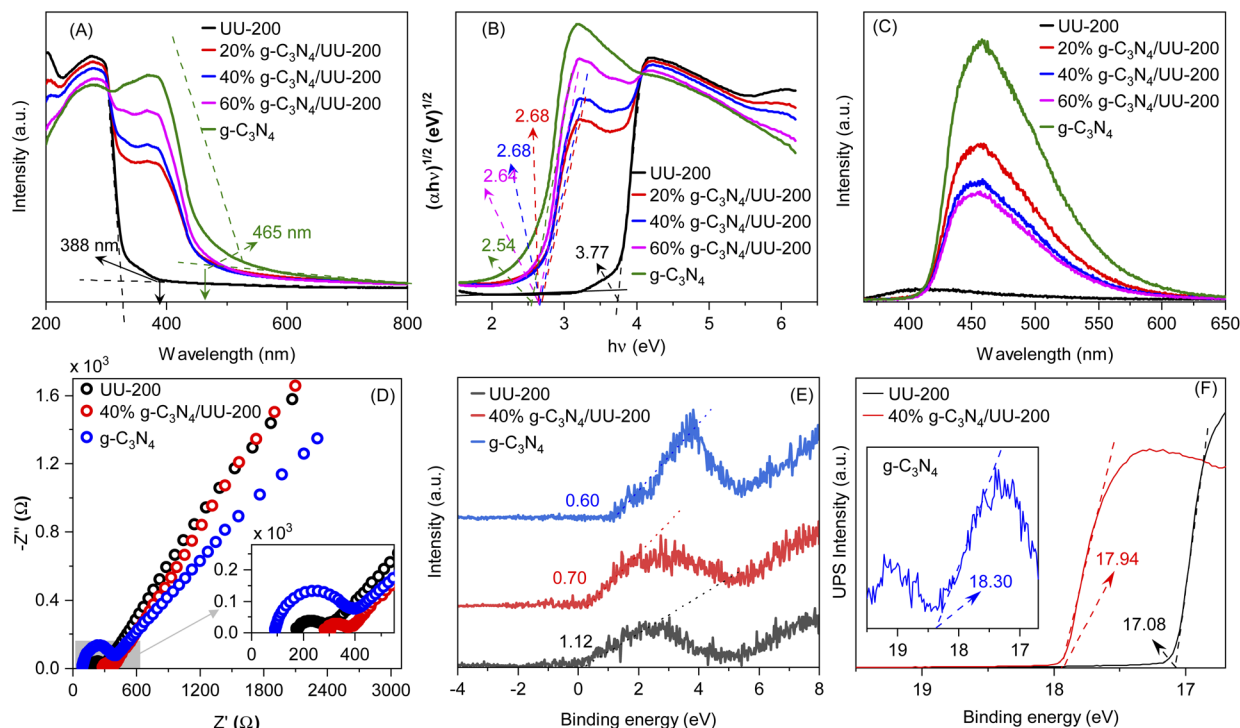 (A)
UU-200
20% g-C₃N₄/UU-200
40% g-C₃N₄/UU-200
60% g-C₃N₄/UU-200
g-C₃N₄
388 nm
465 nm
Intensity (a.u.)
200 400 600 800
Wavelength (nm)
(B)
UU-200
20% g-C₃N₄/UU-200
40% g-C₃N₄/UU-200
60% g-C₃N₄/UU-200
g-C₃N₄
2.68
2.68
2.64
2.54
3.77
(αhν)^1/2 (eV)^1/2
2 3 4 5 6
hν (eV)
(C)
UU-200
20% g-C₃N₄/UU-200
40% g-C₃N₄/UU-200
60% g-C₃N₄/UU-200
g-C₃N₄
Intensity (a.u.)
400 450 500 550 600 650
Wavelength (nm)
x 10³
(D)
UU-200
40% g-C₃N₄/UU-200
g-C₃N₄
1.6
1.2
0.8
0.4
0.0
-Z'' (Ω)
x 10³
0.2
0.1
0.0
0 200 400
0 600 1200 1800 2400 3000
Z' (Ω)
(E)
UU-200
40% g-C₃N₄/UU-200
g-C₃N₄
0.60
0.70
1.12
Intensity (a.u.)
-4 -2 0 2 4 6 8
Binding energy (eV)
(F)
UU-200
40% g-C₃N₄/UU-200
g-C₃N₄
18.30
19 18 17
17.94
17.08
UPS Intensity (a.u.)
19 18 17
Binding energy (eV)